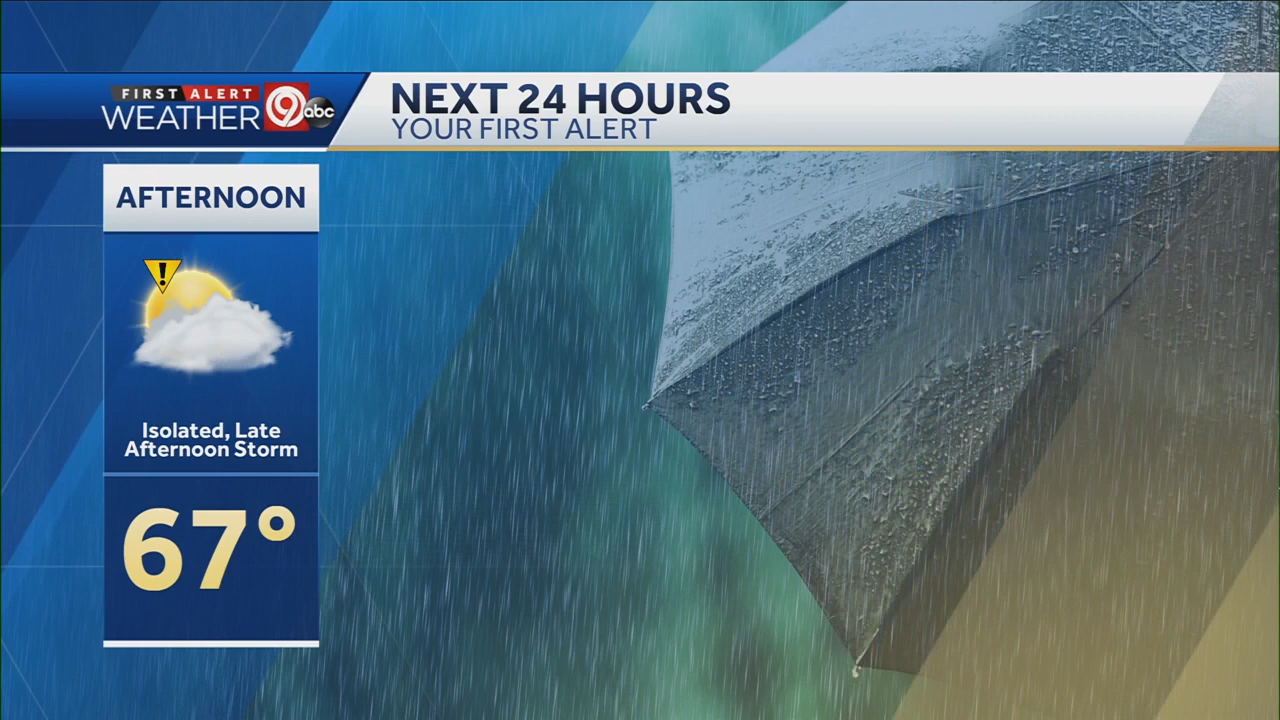 FIRST ALERT
WEATHER 9 abc
NEXT 24 HOURS
YOUR FIRST ALERT
AFTERNOON
!
Isolated, Late
Afternoon Storm
67°